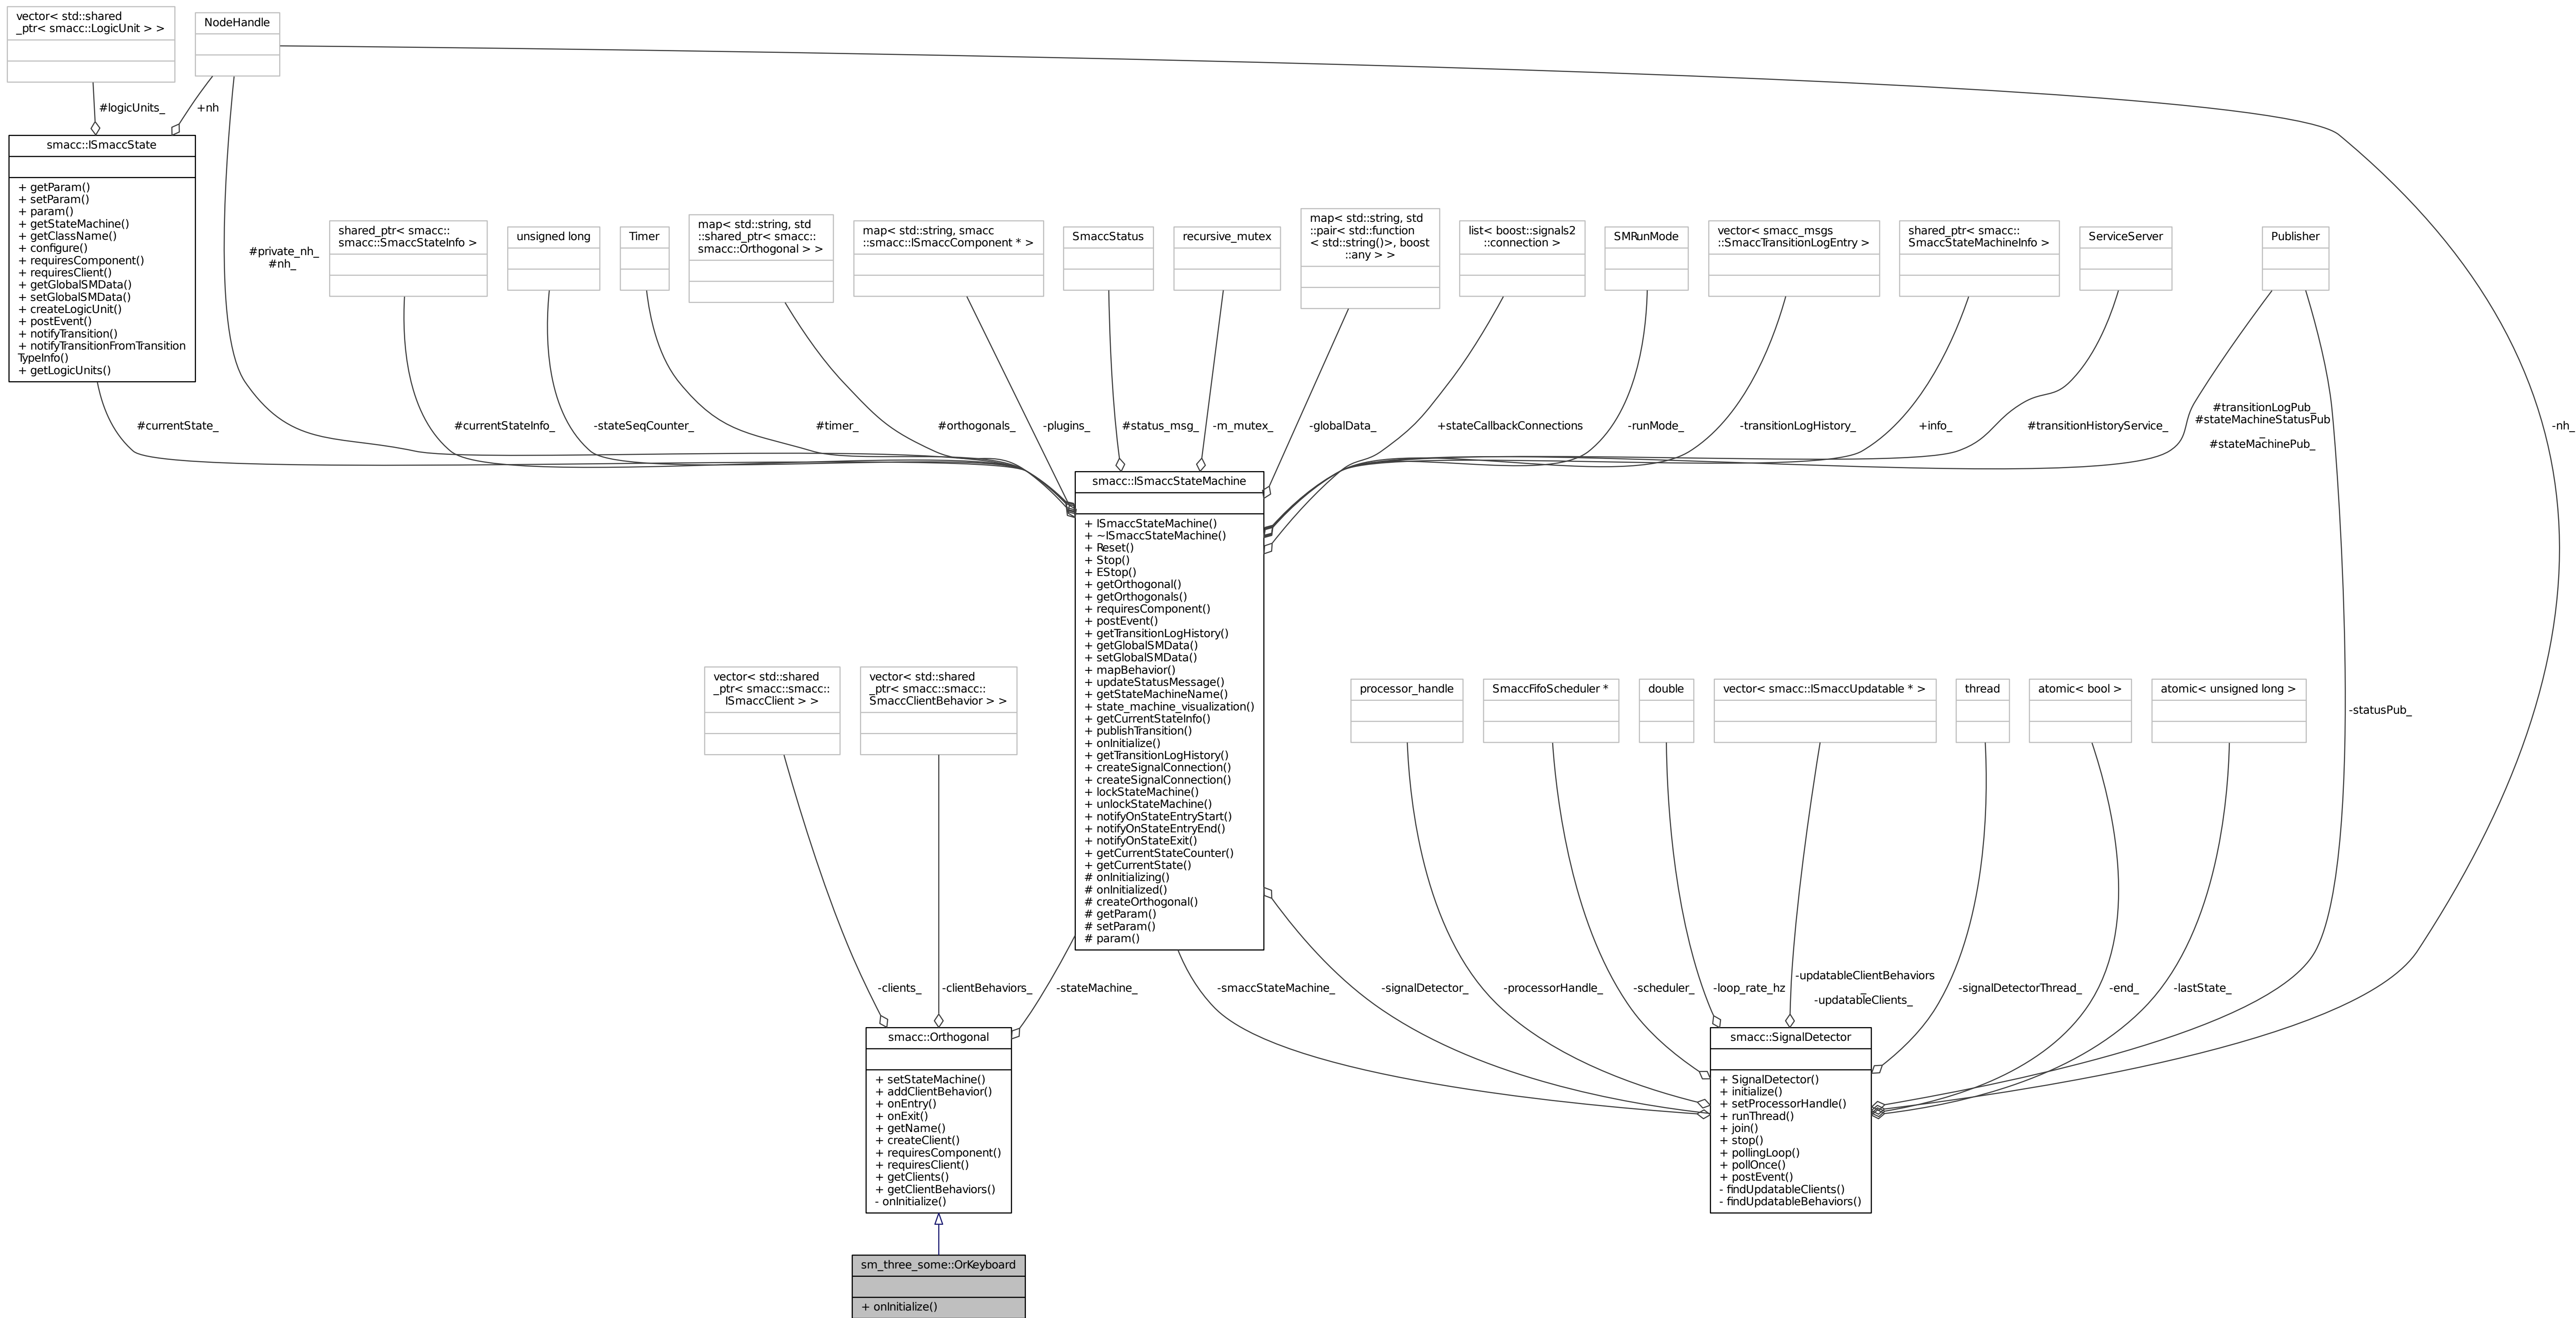 vector< std::shared
_ptr< smacc::LogicUnit > >
NodeHandle
#logicUnits_
+nh
smacc::ISmaccState
+ getParam()
+ setParam()
+ param()
+ getStateMachine()
+ getClassName()
+ configure()
+ requiresComponent()
+ requiresClient()
+ getGlobalSMData()
+ setGlobalSMData()
+ createLogicUnit()
+ postEvent()
+ notifyTransition()
+ notifyTransitionFromTransition
TypeInfo()
+ getLogicUnits()
#private_nh_
#nh_
shared_ptr< smacc::
smacc::SmaccStateInfo >
unsigned long
Timer
map< std::string, std
::shared_ptr< smacc::
smacc::Orthogonal > >
map< std::string, smacc
::smacc::ISmaccComponent * >
SmaccStatus
recursive_mutex
map< std::string, std
::pair< std::function
< std::string()>, boost
::any > >
list< boost::signals2
::connection >
SMRunMode
vector< smacc_msgs
::SmaccTransitionLogEntry >
shared_ptr< smacc::
SmaccStateMachineInfo >
ServiceServer
Publisher
#currentState_
#currentStateInfo_
-stateSeqCounter_
#timer_
#orthogonals_
-plugins_
#status_msg_
-m_mutex_
-globalData_
+stateCallbackConnections
-runMode_
-transitionLogHistory_
+info_
#transitionHistoryService_
#transitionLogPub_
#stateMachineStatusPub
_
#stateMachinePub_
-nh_
smacc::ISmaccStateMachine
+ ISmaccStateMachine()
+ ~ISmaccStateMachine()
+ Reset()
+ Stop()
+ EStop()
+ getOrthogonal()
+ getOrthogonals()
+ requiresComponent()
+ postEvent()
+ getTransitionLogHistory()
+ getGlobalSMData()
+ setGlobalSMData()
+ mapBehavior()
+ updateStatusMessage()
+ getStateMachineName()
+ state_machine_visualization()
+ getCurrentStateInfo()
+ publishTransition()
+ onInitialize()
+ getTransitionLogHistory()
+ createSignalConnection()
+ createSignalConnection()
+ lockStateMachine()
+ unlockStateMachine()
+ notifyOnStateEntryStart()
+ notifyOnStateEntryEnd()
+ notifyOnStateExit()
+ getCurrentStateCounter()
+ getCurrentState()
# onInitializing()
# onInitialized()
# createOrthogonal()
# getParam()
# setParam()
# param()
vector< std::shared
_ptr< smacc::smacc::
ISmaccClient > >
vector< std::shared
_ptr< smacc::smacc::
SmaccClientBehavior > >
processor_handle
SmaccFifoScheduler *
double
vector< smacc::ISmaccUpdatable * >
thread
atomic< bool >
atomic< unsigned long >
-statusPub_
-clients_
-clientBehaviors_
-stateMachine_
-smaccStateMachine_
-signalDetector_
-processorHandle_
-scheduler_
-loop_rate_hz
-updatableClientBehaviors
_
-updatableClients_
-signalDetectorThread_
-end_
-lastState_
smacc::Orthogonal
+ setStateMachine()
+ addClientBehavior()
+ onEntry()
+ onExit()
+ getName()
+ createClient()
+ requiresComponent()
+ requiresClient()
+ getClients()
+ getClientBehaviors()
- onInitialize()
smacc::SignalDetector
+ SignalDetector()
+ initialize()
+ setProcessorHandle()
+ runThread()
+ join()
+ stop()
+ pollingLoop()
+ pollOnce()
+ postEvent()
- findUpdatableClients()
- findUpdatableBehaviors()
sm_three_some::OrKeyboard
+ onInitialize()